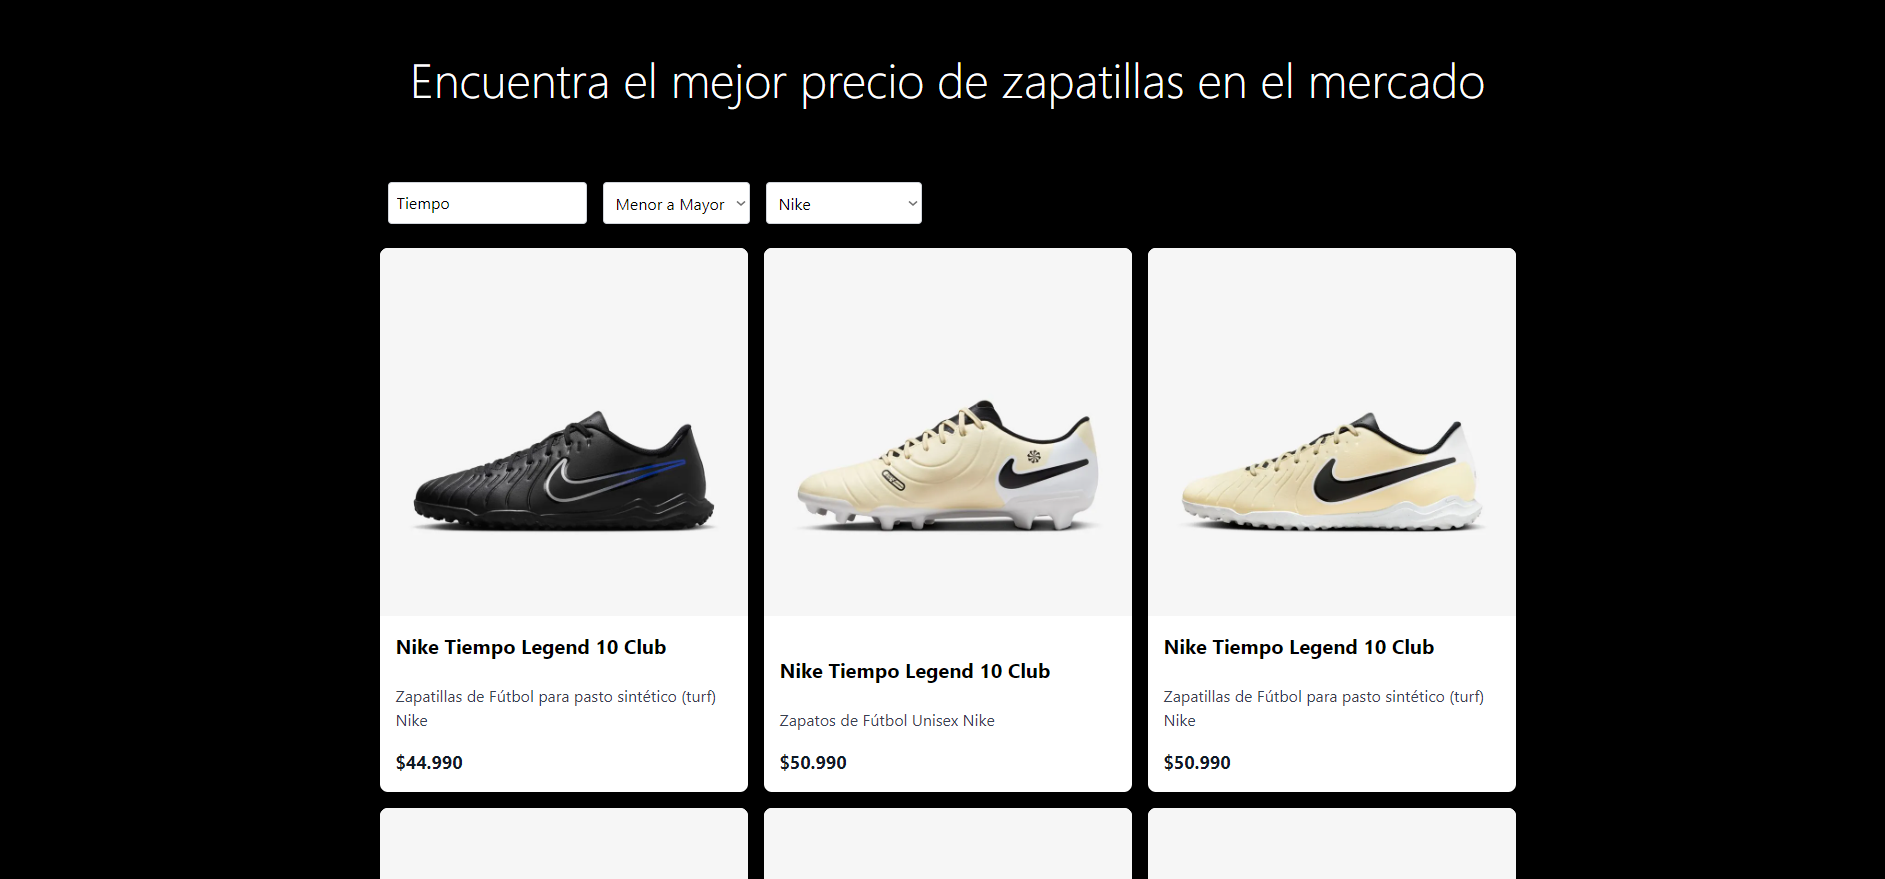 Encuentra el mejor precio de zapatillas en el mercado
Tiempo
Menor a Mayor
Nike
Nike Tiempo Legend 10 Club
Zapatillas de Fútbol para pasto sintético (turf)
Nike
$44.990
Nike Tiempo Legend 10 Club
Zapatos de Fútbol Unisex Nike
$50.990
Nike Tiempo Legend 10 Club
Zapatillas de Fútbol para pasto sintético (turf)
Nike
$50.990